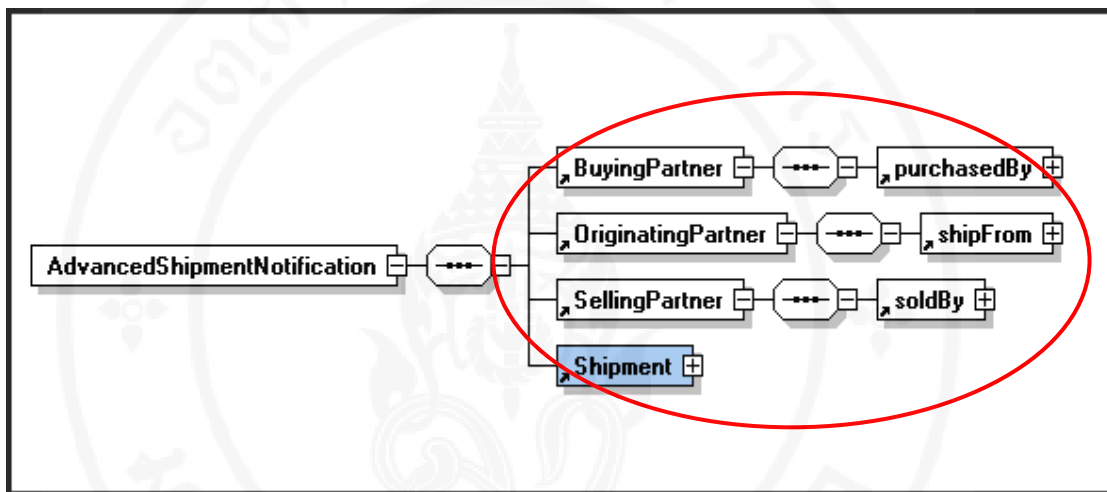 BuyingPartner purchasedBy
OriginatingPartner shipFrom
AdvancedShipmentNotification
SellingPartner soldBy
Shipment